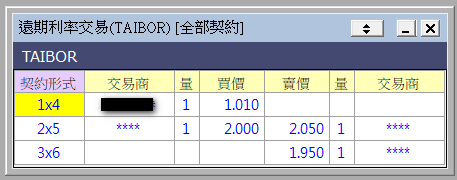 遠期利率交易(TAIBOR) [全部契約]
TAIBOR
契約形式 交易商 量 買價 賣價 量 交易商
1x4 1 1.010
2x5 **** 1 2.000 2.050 1 ****
3x6 1.950 1 ****